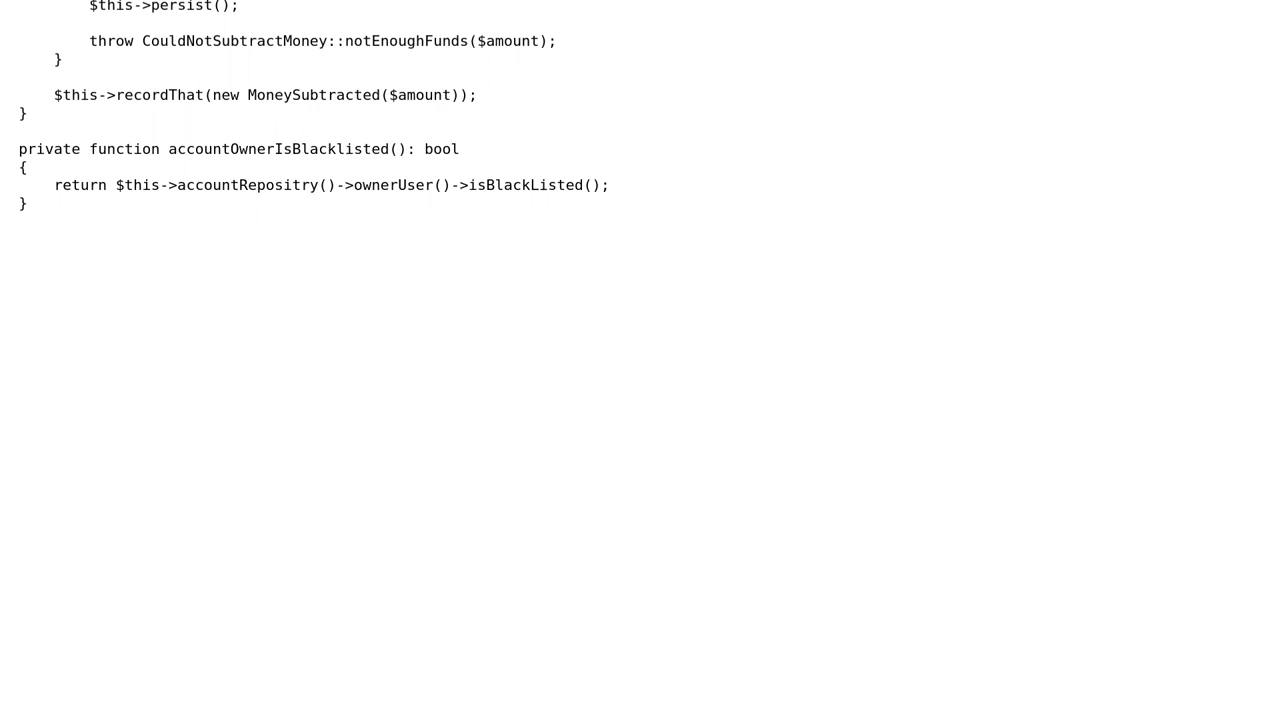 $this->persist();
throw CouldNotSubtractMoney::notEnoughFunds($amount);
}
$this->recordThat(new MoneySubtracted($amount));
}
private function accountOwnerIsBlacklisted(): bool
{
return $this->accountRepositry()->ownerUser()->isBlackListed();
}